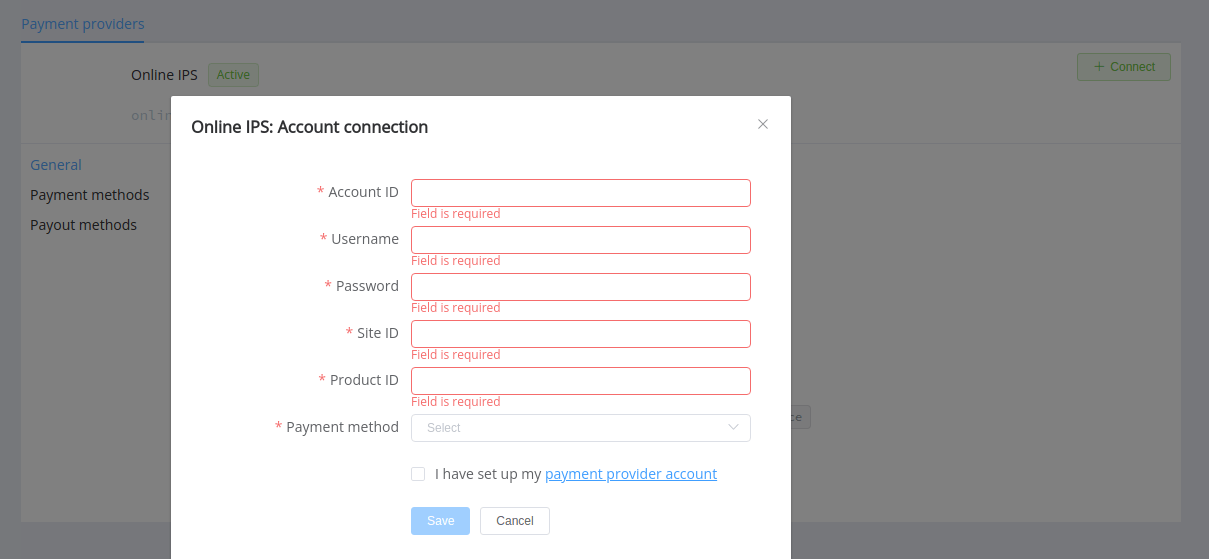 Payment providers
Online IPS Active
+ Connect
onlin
Online IPS: Account connection
General
Payment methods
Payout methods
* Account ID
Field is required
* Username
Field is required
* Password
Field is required
* Site ID
Field is required
* Product ID
Field is required
ce
* Payment method Select
I have set up my payment provider account
Save Cancel